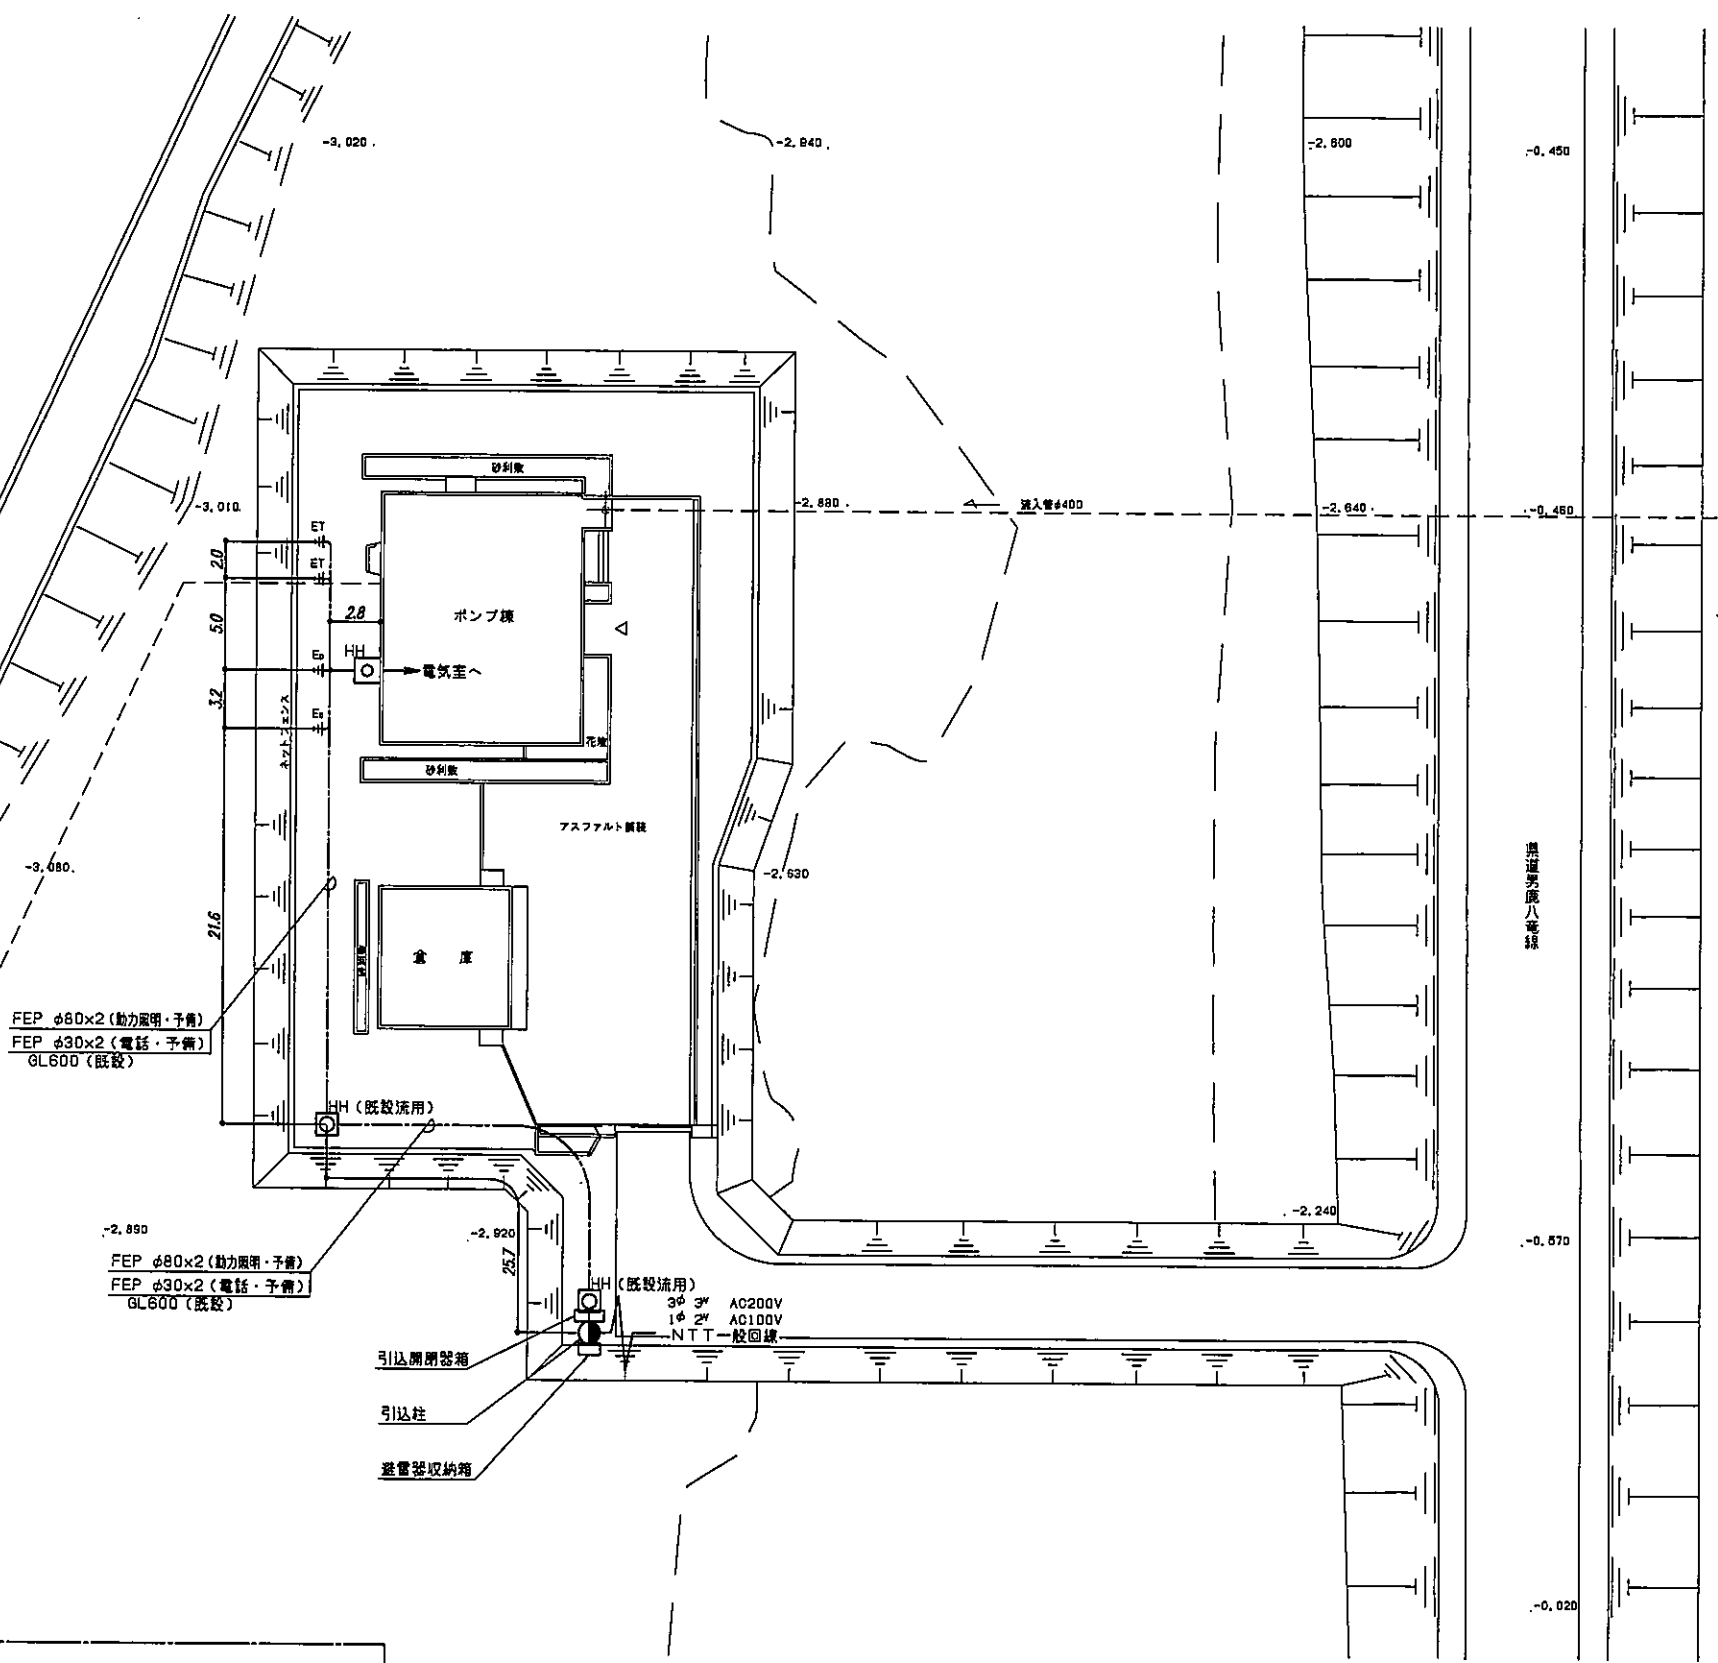 -3,020.
-2,840.
-2,600
-0,450
砂利敷
-3,010.
-2,880.
流入管φ400
-2,640.
-0,460
ET
2.0
ET
5.0
2.8
ポンプ棟
HH
ED
電気室へ
3.2
ネットフェンス
花壇
砂利敷
アスファルト舗装
-3,080.
-2,630
県道男鹿八竜線
21.6
倉 庫
砂利敷
FEP φ80×2(動力照明・予備)
FEP φ30×2(電話・予備)
GL600(既設)
HH(既設流用)
-2,890
-2,920
-2,240
-0,570
25.7
FEP φ80×2(動力照明・予備)
FEP φ30×2(電話・予備)
GL600(既設)
HH(既設流用)
3φ 3W AC200V
1φ 2W AC100V
NTT一般回線
引込開閉器箱
引込柱
避雷器収納箱
-0,020